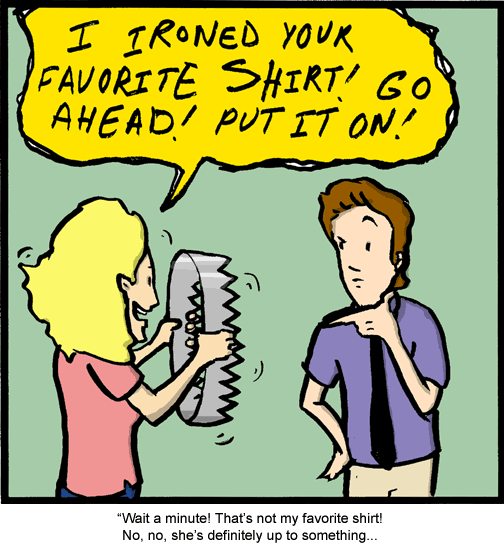 I IRONED YOUR
FAVORITE SHIRT! GO
AHEAD! PUT IT ON!
“Wait a minute! That’s not my favorite shirt!
No, no, she’s definitely up to something...